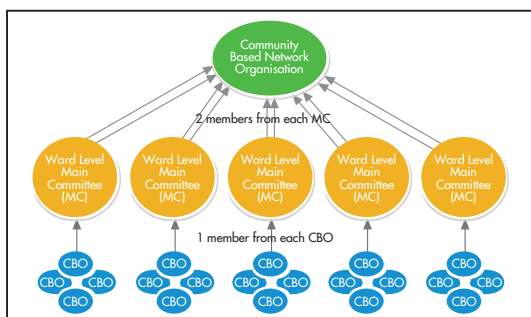 Community
Based Network
Organisation
2 members from each MC
Ward Level
Main
Committee
(MC)
Ward Level
Main
Committee
(MC)
Ward Level
Main
Committee
(MC)
Ward Level
Main
Committee
(MC)
Ward Level
Main
Committee
(MC)
1 member from each CBO
CBO
CBO CBO
CBO
CBO
CBO CBO
CBO
CBO
CBO CBO
CBO
CBO
CBO CBO
CBO
CBO
CBO CBO
CBO